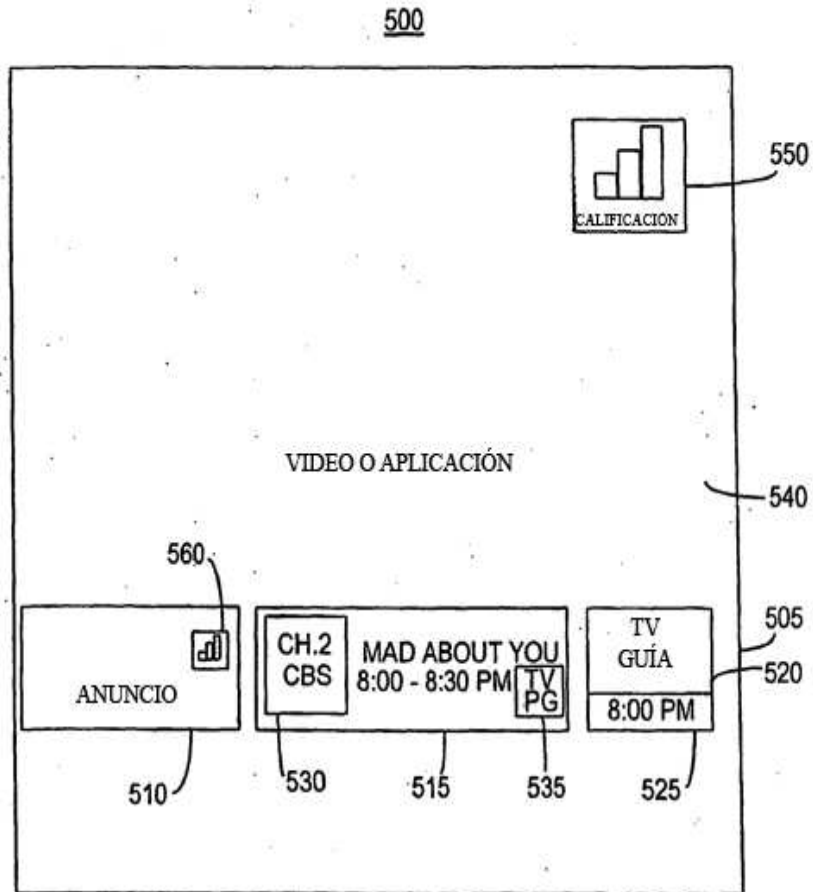 500
550
CALIFICACIÓN
VIDEO O APLICACIÓN
540
560
505
TV
GUÍA
520
CH.2
CBS
MAD ABOUT YOU
8:00 - 8:30 PM
TV
PG
ANUNCIO
8:00 PM
510
530
515
535
525